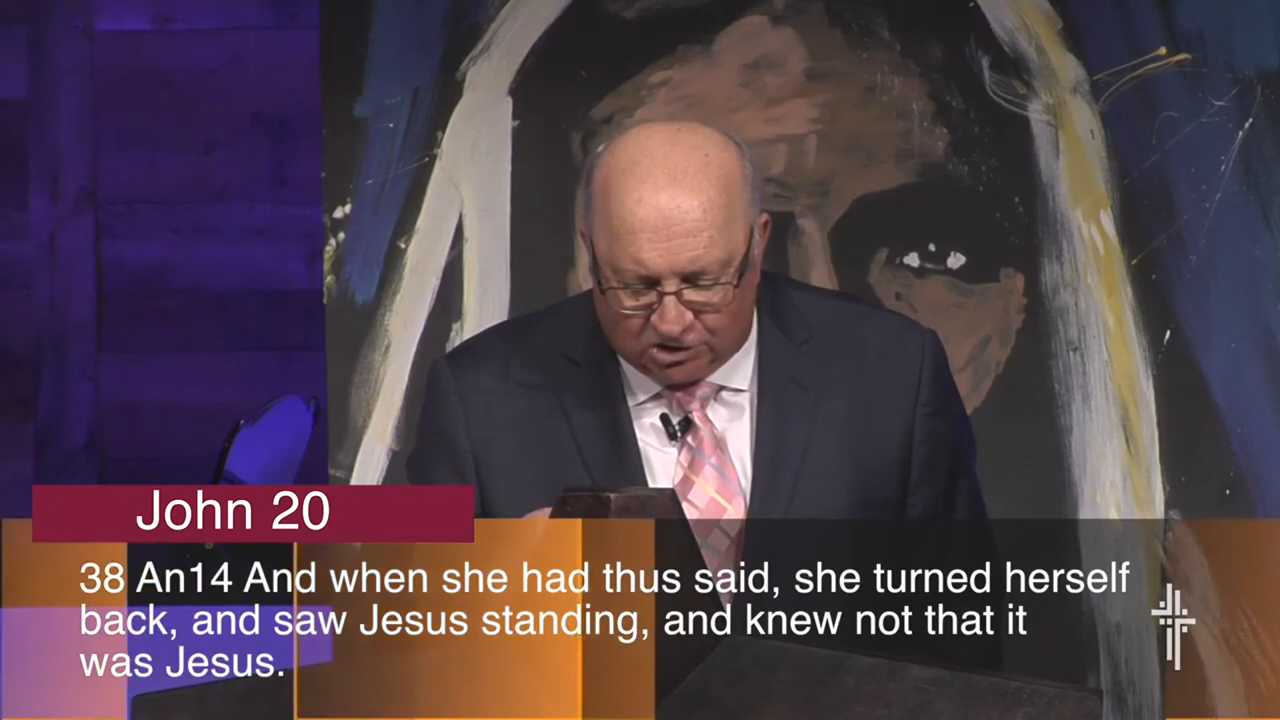 John 20
38 An14 And when she had thus said, she turned herself
back, and saw Jesus standing, and knew not that it
was Jesus.